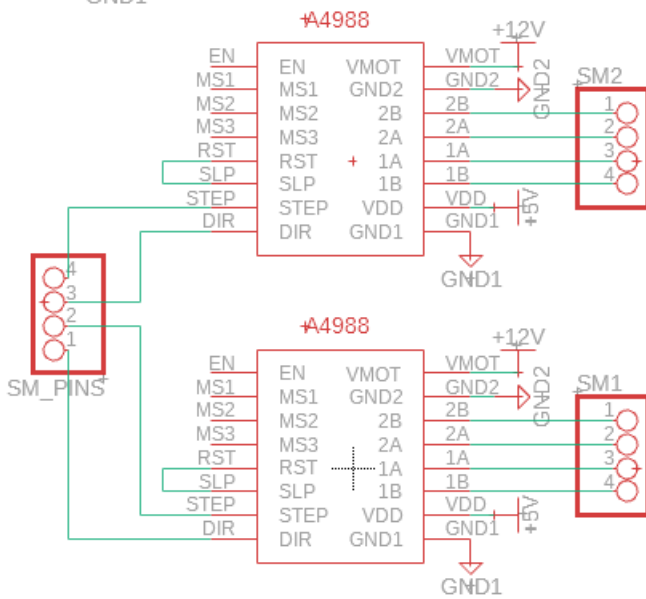 GND1
A4988
+12V
EN EN VMOT VMOT
MS1 MS1 GND2 GND2 GND2 SM2
MS2 MS2 2B 2B 1
MS3 MS3 2A 2A 2
RST RST 1A 1A 3
SLP SLP 1B 1B 4
STEP STEP VDD VDD +5V
DIR DIR GND1 GND1
4
GND1
3
2
A4988
1
+12V
SM_PINS
EN EN VMOT VMOT
MS1 MS1 GND2 GND2 GND2 SM1
MS2 MS2 2B 2B 1
MS3 MS3 2A 2A 2
RST RST 1A 1A 3
SLP SLP 1B 1B 4
STEP STEP VDD VDD +5V
DIR DIR GND1 GND1
GND1